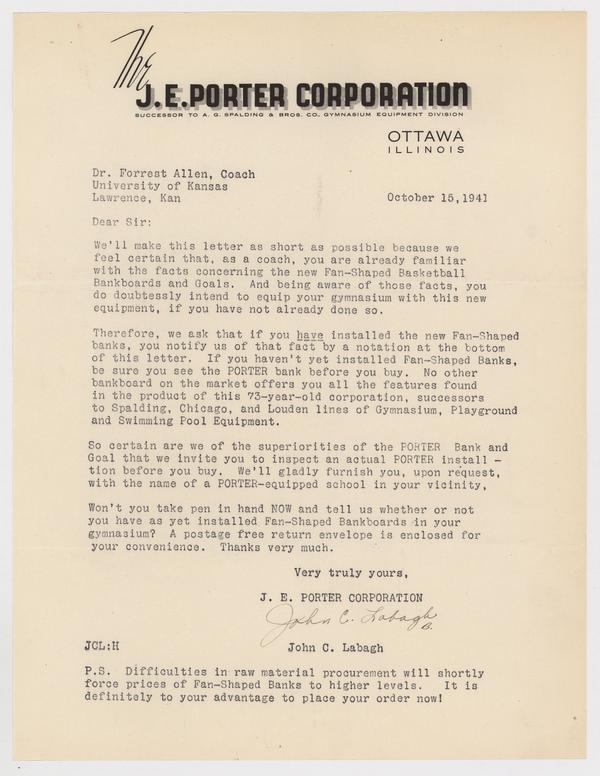 The
J.E. PORTER CORPORATION
SUCCESSOR TO A. G. SPALDING & BROS. CO. GYMNASIUM EQUIPMENT DIVISION
OTTAWA
ILLINOIS
Dr. Forrest Allen, Coach
University of Kansas
Lawrence, Kan
October 15,1941
Dear Sir:
We'll make this letter as short as possible because we
feel certain that, as a coach, you are already familiar
with the facts concerning the new Fan-Shaped Basketball
Bankboards and Goals. And being aware of those facts, you
do doubtlessly intend to equip your gymnasium with this new
equipment, if you have not already done so.
Therefore, we ask that if you have installed the new Fan-Shaped
banks, you notify us of that fact by a notation at the bottom
of this letter. If you haven't yet installed Fan-Shaped Banks,
be sure you see the PORTER bank before you buy. No other
bankboard on the market offers you all the features found
in the product of this 73-year-old corporation, successors
to Spalding, Chicago, and Louden lines of Gymnasium, Playground
and Swimming Pool Equipment.
So certain are we of the superiorities of the PORTER Bank and
Goal that we invite you to inspect an actual PORTER install -
tion before you buy. We'll gladly furnish you, upon request,
with the name of a PORTER-equipped school in your vicinity,
Won't you take pen in hand NOW and tell us whether or not
you have as yet installed Fan-Shaped Bankboards in your
gymnasium? A postage free return envelope is enclosed for
your convenience. Thanks very much.
Very truly yours,
J. E. PORTER CORPORATION
John C. Labagh
B.
JCL:H
John C. Labagh
P.S. Difficulties in raw material procurement will shortly
force prices of Fan-Shaped Banks to higher levels. It is
definitely to your advantage to place your order now!